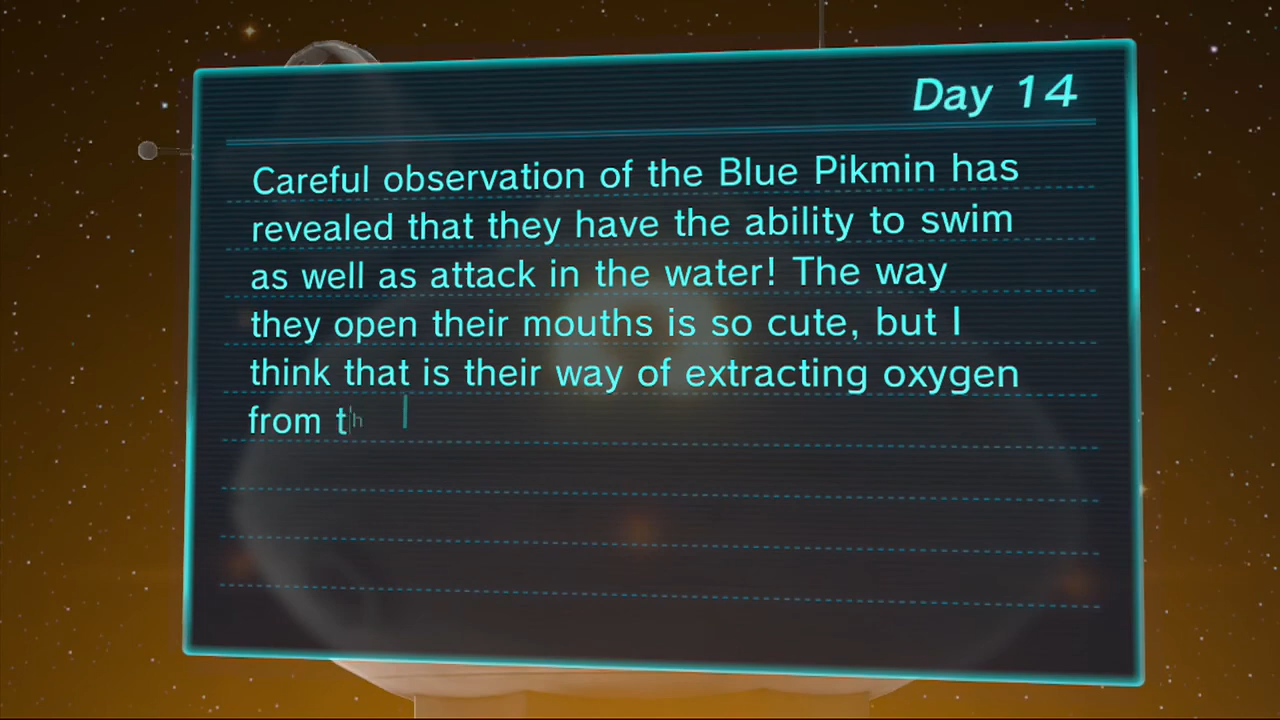 Day 14
Careful observation of the Blue Pikmin has
revealed that they have the ability to swim
as well as attack in the water! The way
they open their mouths is so cute, but I
think that is their way of extracting oxygen
from th